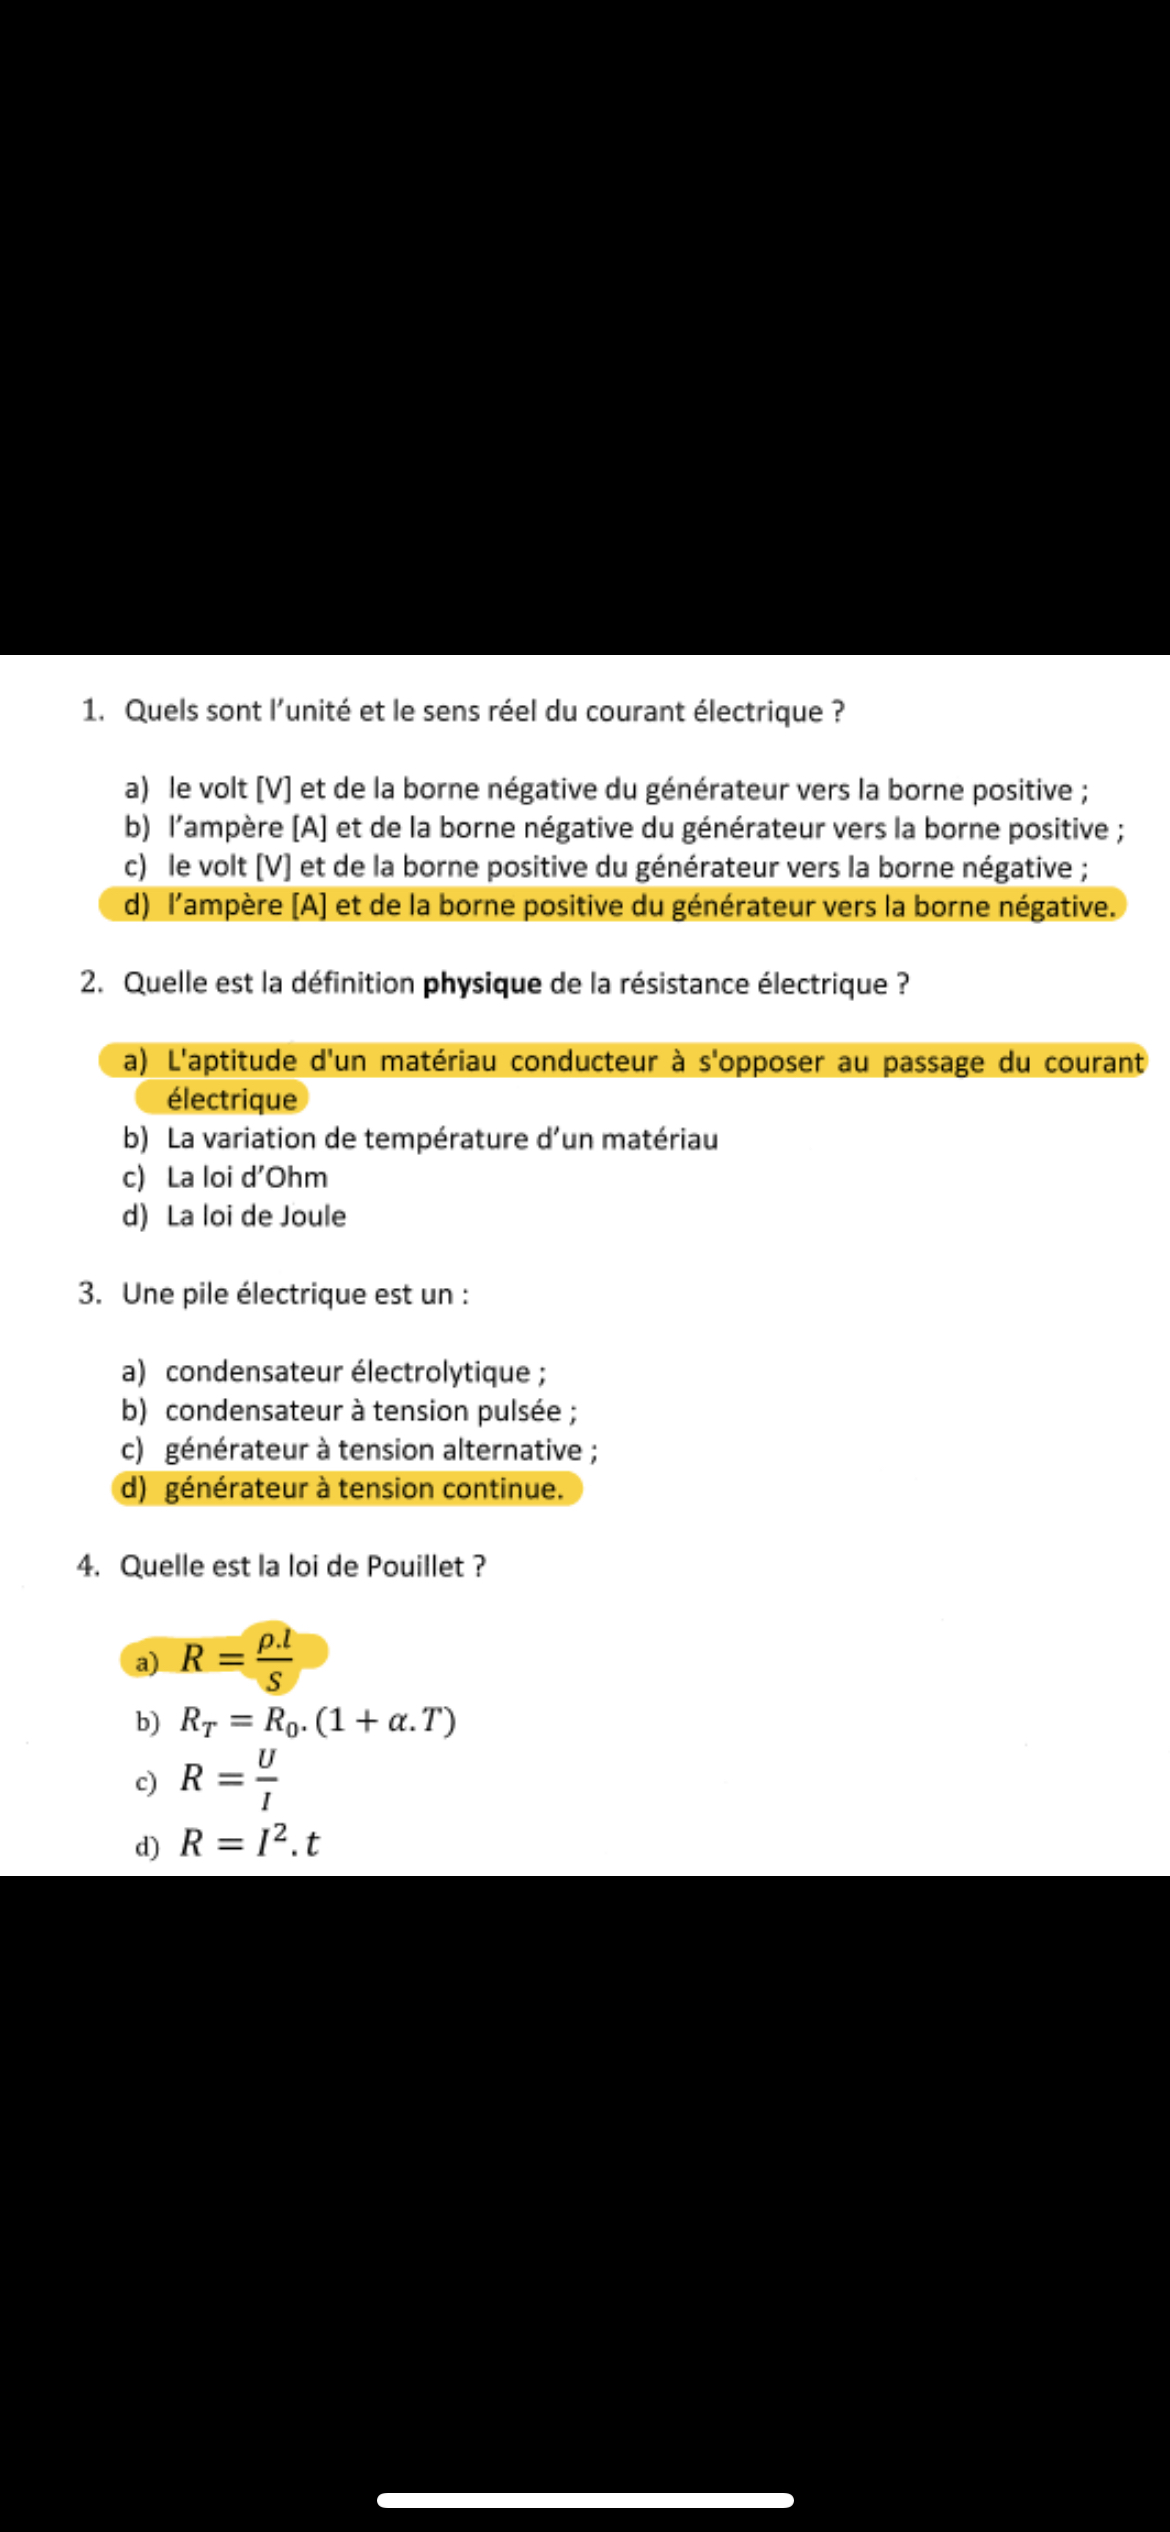 1. Quels sont l’unité et le sens réel du courant électrique ?
a) le volt [V] et de la borne négative du générateur vers la borne positive ;
b) l’ampère [A] et de la borne négative du générateur vers la borne positive ;
c) le volt [V] et de la borne positive du générateur vers la borne négative ;
d) l’ampère [A] et de la borne positive du générateur vers la borne négative.
2. Quelle est la définition physique de la résistance électrique ?
a) L'aptitude d'un matériau conducteur à s'opposer au passage du courant
électrique
b) La variation de température d’un matériau
c) La loi d’Ohm
d) La loi de Joule
3. Une pile électrique est un :
a) condensateur électrolytique ;
b) condensateur à tension pulsée ;
c) générateur à tension alternative ;
d) générateur à tension continue.
4. Quelle est la loi de Pouillet ?
a) R = ρ.l/S
b) R_T = R_0. (1 + α. T)
c) R = U/I
d) R = I². t